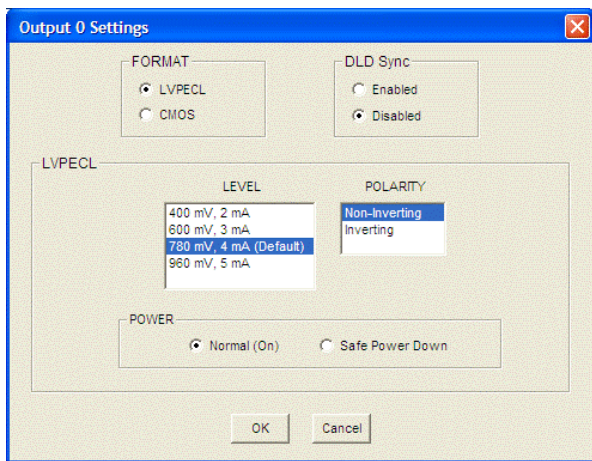 Output 0 Settings
FORMAT
LVPECL
CMOS
DLD Sync
Enabled
Disabled
LVPECL
LEVEL
400 mV, 2 mA
600 mV, 3 mA
780 mV, 4 mA (Default)
960 mV, 5 mA
POLARITY
Non-Inverting
Inverting
POWER
Normal (On)
Safe Power Down
OK
Cancel